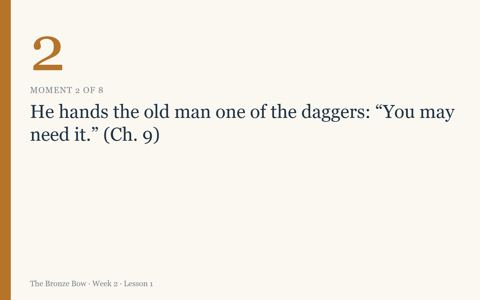 2
MOMENT 2 OF 8
He hands the old man one of the daggers: “You may
need it.” (Ch. 9)
The Bronze Bow · Week 2 · Lesson 1